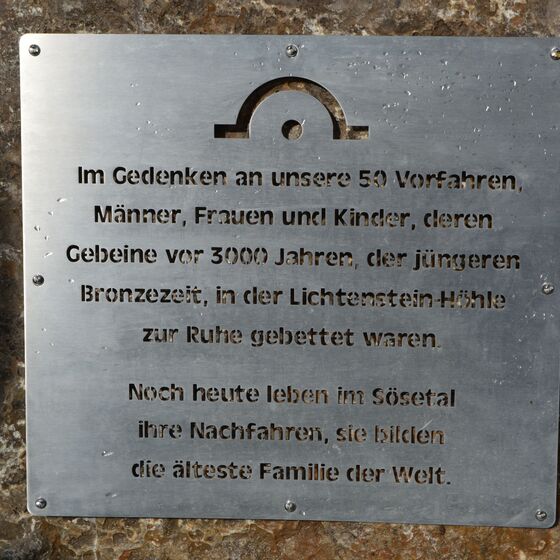 Im Gedenken an unsere 50 Vorfahren,
Männer, Frauen und Kinder, deren
Gebeine vor 3000 Jahren, der jüngeren
Bronzezeit, in der Lichtenstein-Höhle
zur Ruhe gebettet waren.
Noch heute leben im Sösetal
ihre Nachfahren, sie bilden
die älteste Familie der Welt.